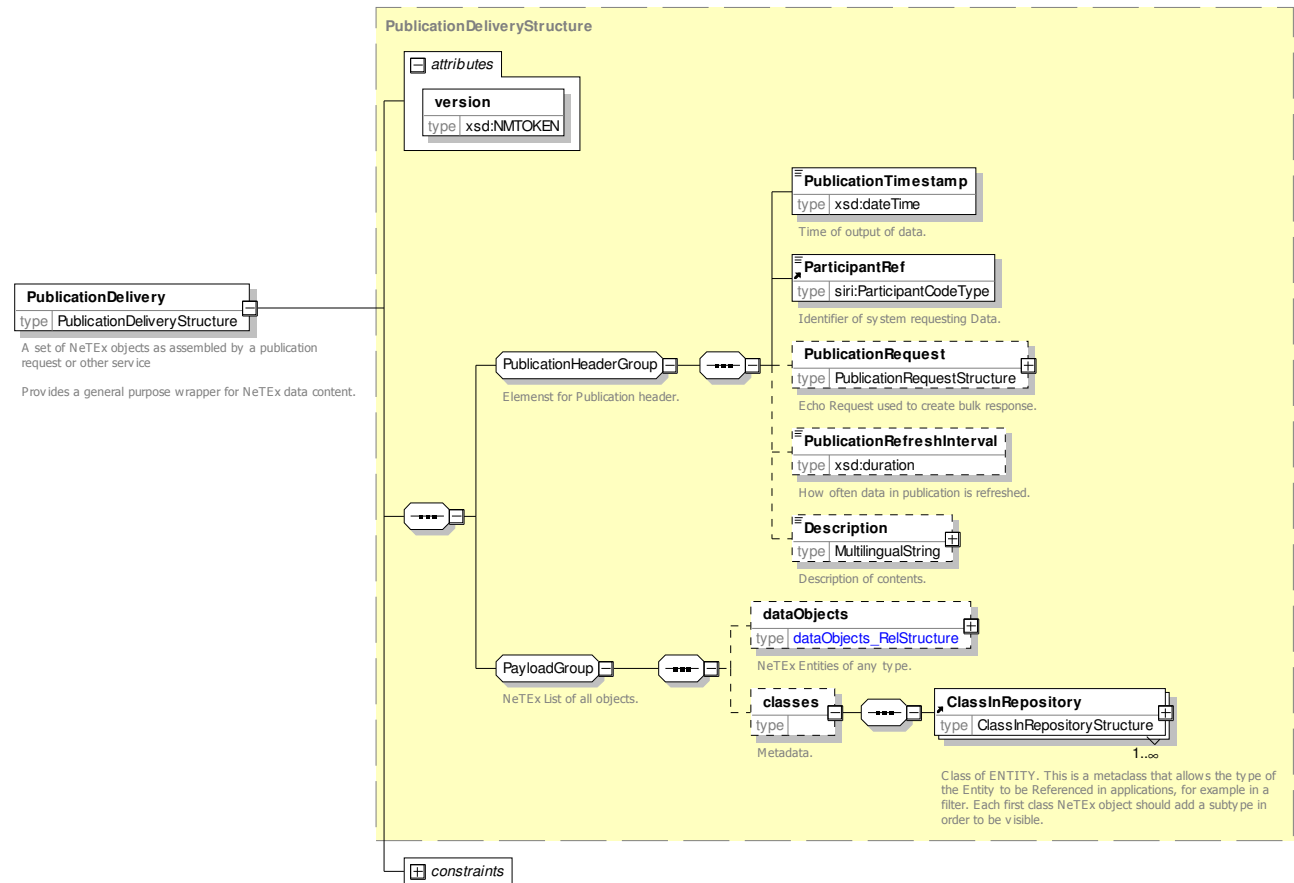 PublicationDeliveryStructure
attributes
version
type xsd:NMTOKEN
PublicationTimestamp
type xsd:dateTime
Time of output of data.
ParticipantRef
type siri:ParticipantCodeType
Identifier of system requesting Data.
PublicationDelivery
type PublicationDeliveryStructure
A set of NeTEx objects as assembled by a publication
request or other service
Provides a general purpose wrapper for NeTEx data content.
PublicationHeaderGroup
Elemenst for Publication header.
PublicationRequest
type PublicationRequestStructure
Echo Request used to create bulk response.
PublicationRefreshInterval
type xsd:duration
How often data in publication is refreshed.
Description
type MultilingualString
Description of contents.
PayloadGroup
NeTEx List of all objects.
dataObjects
type dataObjects_RelStructure
NeTEx Entities of any type.
classes
type
Metadata.
ClassInRepository
type ClassInRepositoryStructure
1..∞
Class of ENTITY. This is a metaclass that allows the type of
the Entity to be Referenced in applications, for example in a
filter. Each first class NeTEx object should add a subtype in
order to be visible.
constraints